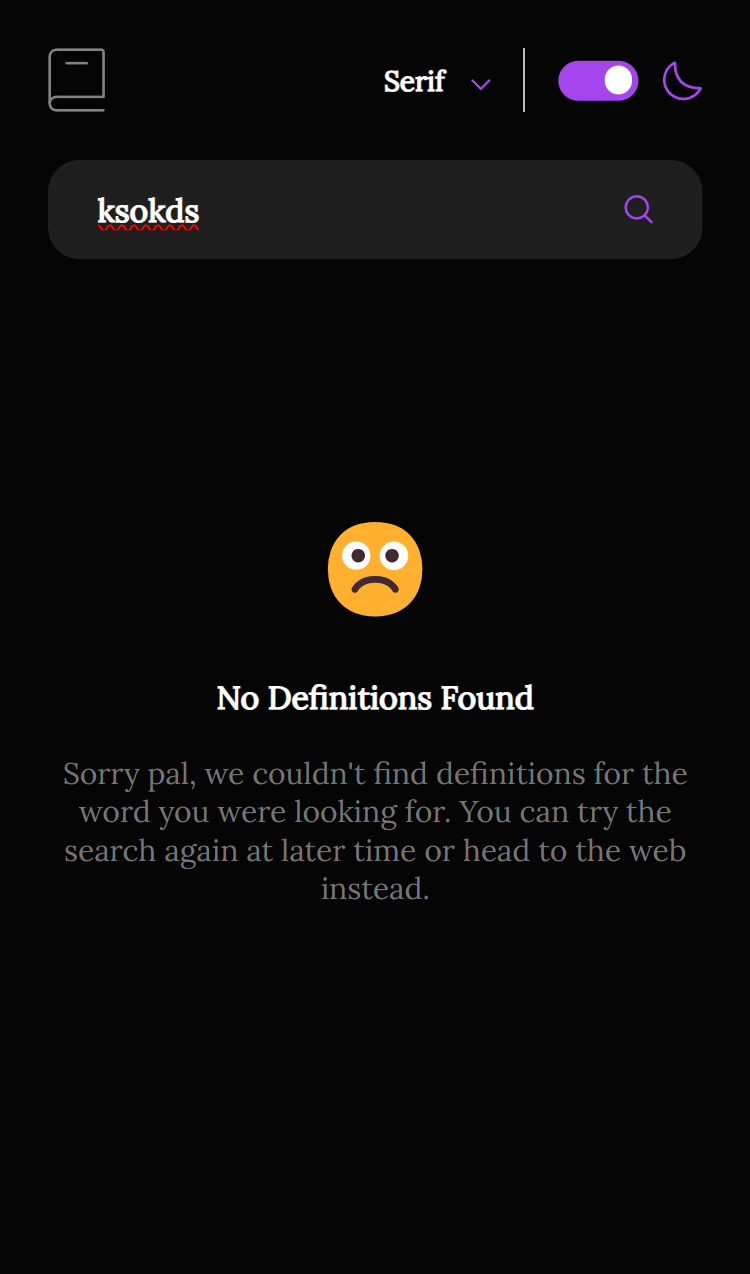 Serif
ksokds
No Definitions Found
Sorry pal, we couldn't find definitions for the
word you were looking for. You can try the
search again at later time or head to the web
instead.